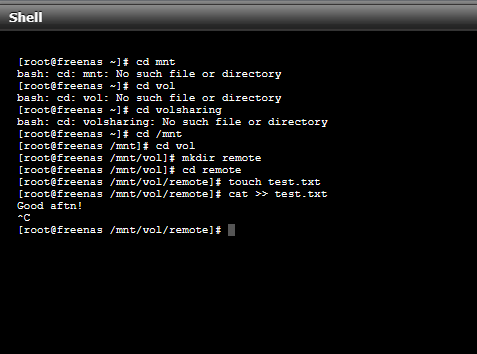 Shell
[root@freenas ~]# cd mnt
bash: cd: mnt: No such file or directory
[root@freenas ~]# cd vol
bash: cd: vol: No such file or directory
[root@freenas ~]# cd volsharing
bash: cd: volsharing: No such file or directory
[root@freenas ~]# cd /mnt
[root@freenas /mnt]# cd vol
[root@freenas /mnt/vol]# mkdir remote
[root@freenas /mnt/vol]# cd remote
[root@freenas /mnt/vol/remote]# touch test.txt
[root@freenas /mnt/vol/remote]# cat >> test.txt
Good aftn!
^C
[root@freenas /mnt/vol/remote]#